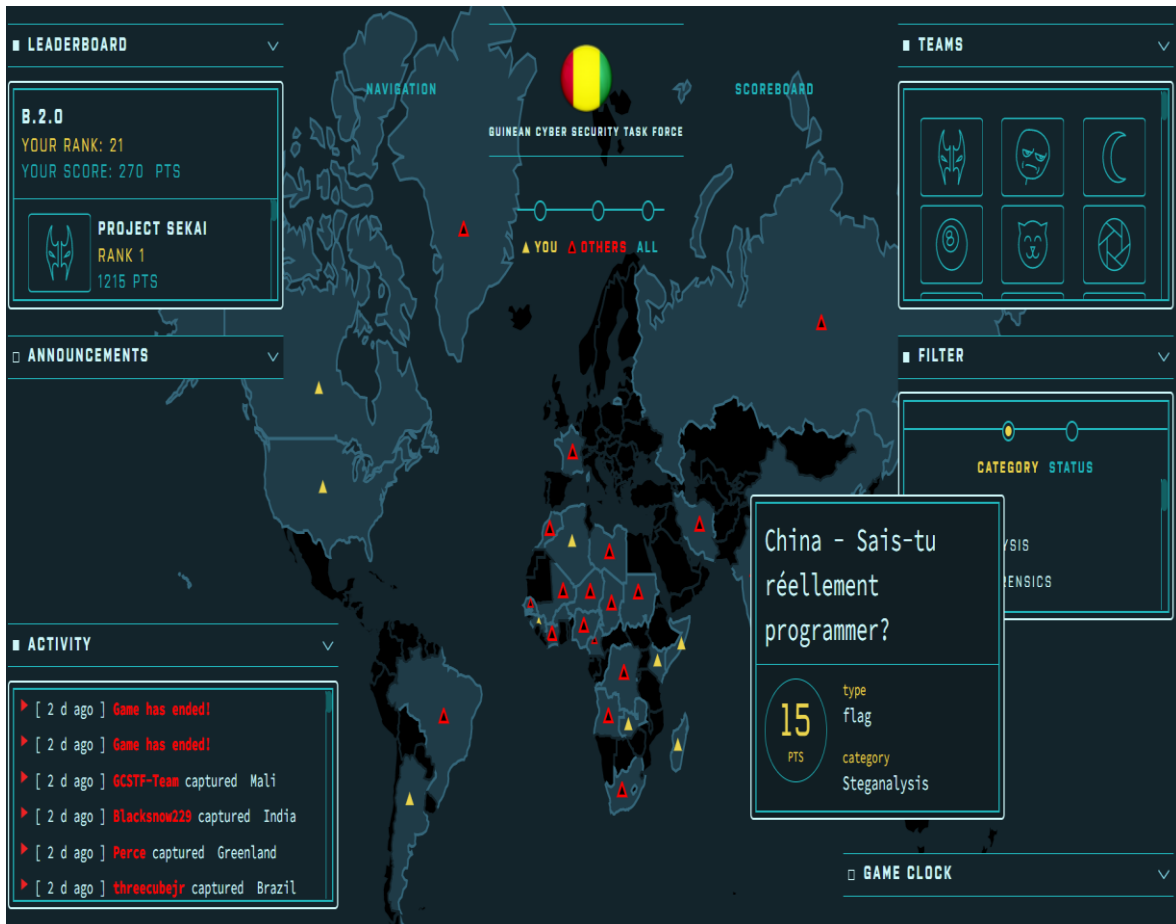 LEADERBOARD
B.2.0
YOUR RANK: 21
YOUR SCORE: 270 PTS
PROJECT SEKAI
RANK 1
1215 PTS
ANNOUNCEMENTS
ACTIVITY
[ 2 d ago ] Game has ended!
[ 2 d ago ] Game has ended!
[ 2 d ago ] GCSTF-Team captured Mali
[ 2 d ago ] Blacksnow229 captured India
[ 2 d ago ] Perce captured Greenland
[ 2 d ago ] threecubejr captured Brazil
NAVIGATION
SCOREBOARD
GUINEAN CYBER SECURITY TASK FORCE
YOU OTHERS ALL
TEAMS
8
FILTER
CATEGORY STATUS
YSIS
RENSICS
China - Sais-tu
réellement
programmer?
15
PTS
type
flag
category
Steganalysis
GAME CLOCK